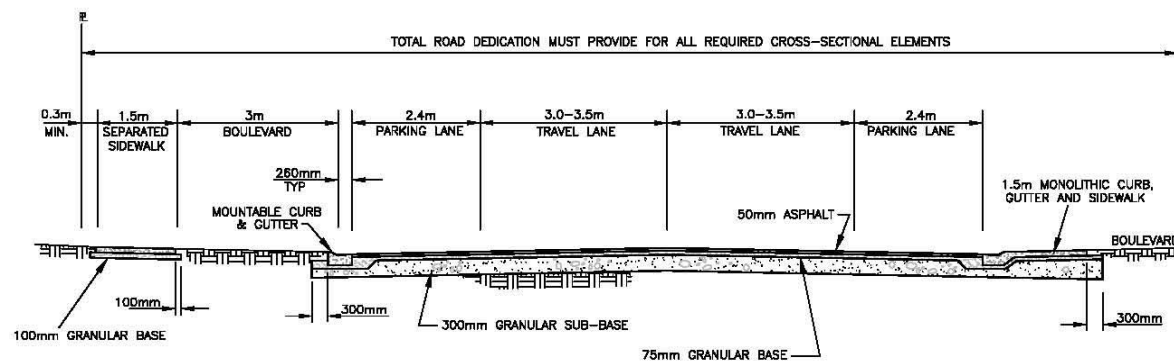 PL
TOTAL ROAD DEDICATION MUST PROVIDE FOR ALL REQUIRED CROSS-SECTIONAL ELEMENTS
0.3m
MIN.
1.5m
SEPARATED
SIDEWALK
3m
BOULEVARD
2.4m
PARKING LANE
3.0-3.5m
TRAVEL LANE
3.0-3.5m
TRAVEL LANE
2.4m
PARKING LANE
260mm
TYP
MOUNTABLE CURB
& GUTTER
50mm ASPHALT
1.5m MONOLITHIC CURB,
GUTTER AND SIDEWALK
BOULEVARD
100mm
100mm GRANULAR BASE
300mm
300mm GRANULAR SUB-BASE
75mm GRANULAR BASE
300mm